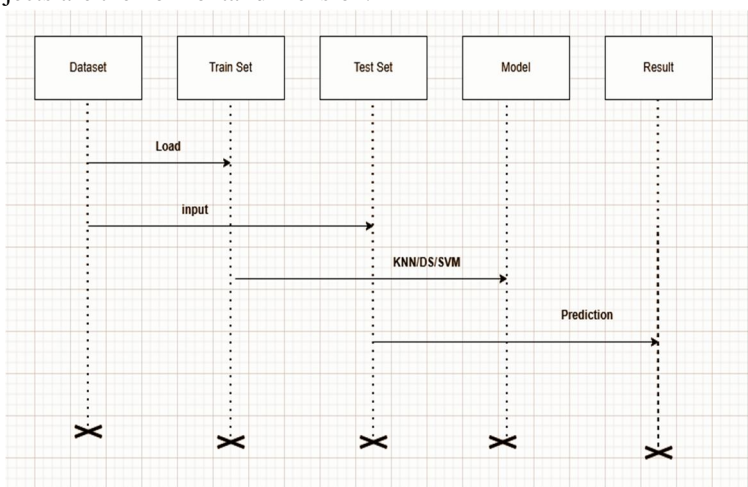 Dataset
Train Set
Test Set
Model
Result
Load
input
KNN/DS/SVM
Prediction